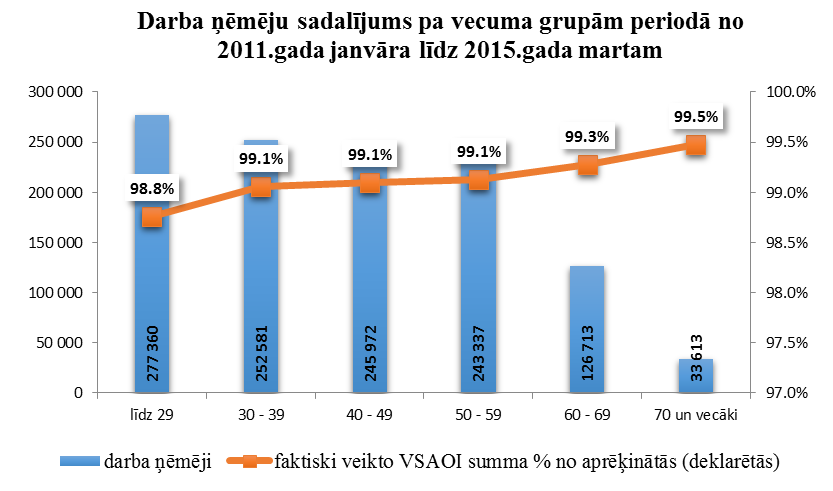 Darba ņēmēju sadalījums pa vecuma grupām periodā no
2011.gada janvāra līdz 2015.gada martam
300 000
250 000
200 000
150 000
100 000
50 000
0
100.0%
99.5%
99.0%
98.5%
98.0%
97.5%
97.0%
98.8%
99.1%
99.1%
99.1%
99.3%
99.5%
277 360
252 581
245 972
243 337
126 713
33 613
līdz 29
30 - 39
40 - 49
50 - 59
60 - 69
70 un vecāki
darba ņēmēji
faktiski veikto VSAOI summa % no aprēķinātās (deklarētās)